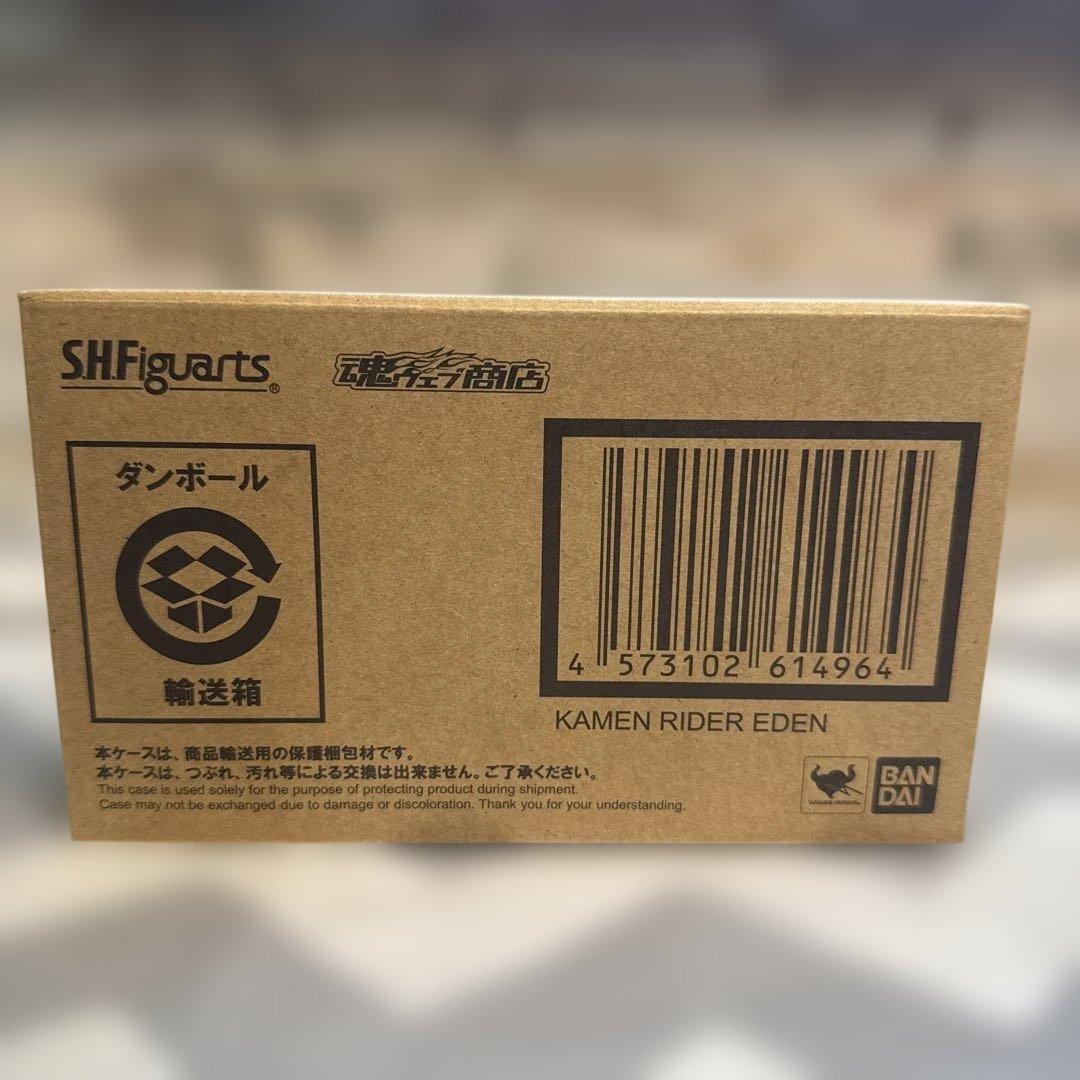 S.H.Figuarts®
魂ウェブ商店
ダンボール
輸送箱
4 573102 614964
KAMEN RIDER EDEN
本ケースは、商品輸送用の保護梱包材です。
本ケースは、つぶれ、汚れ等による交換は出来ません。ご了承ください。
This case is used solely for the purpose of protecting product during shipment.
Case may not be exchanged due to damage or discoloration. Thank you for your understanding.
TAMASHII NATIONS
BAN
DAI